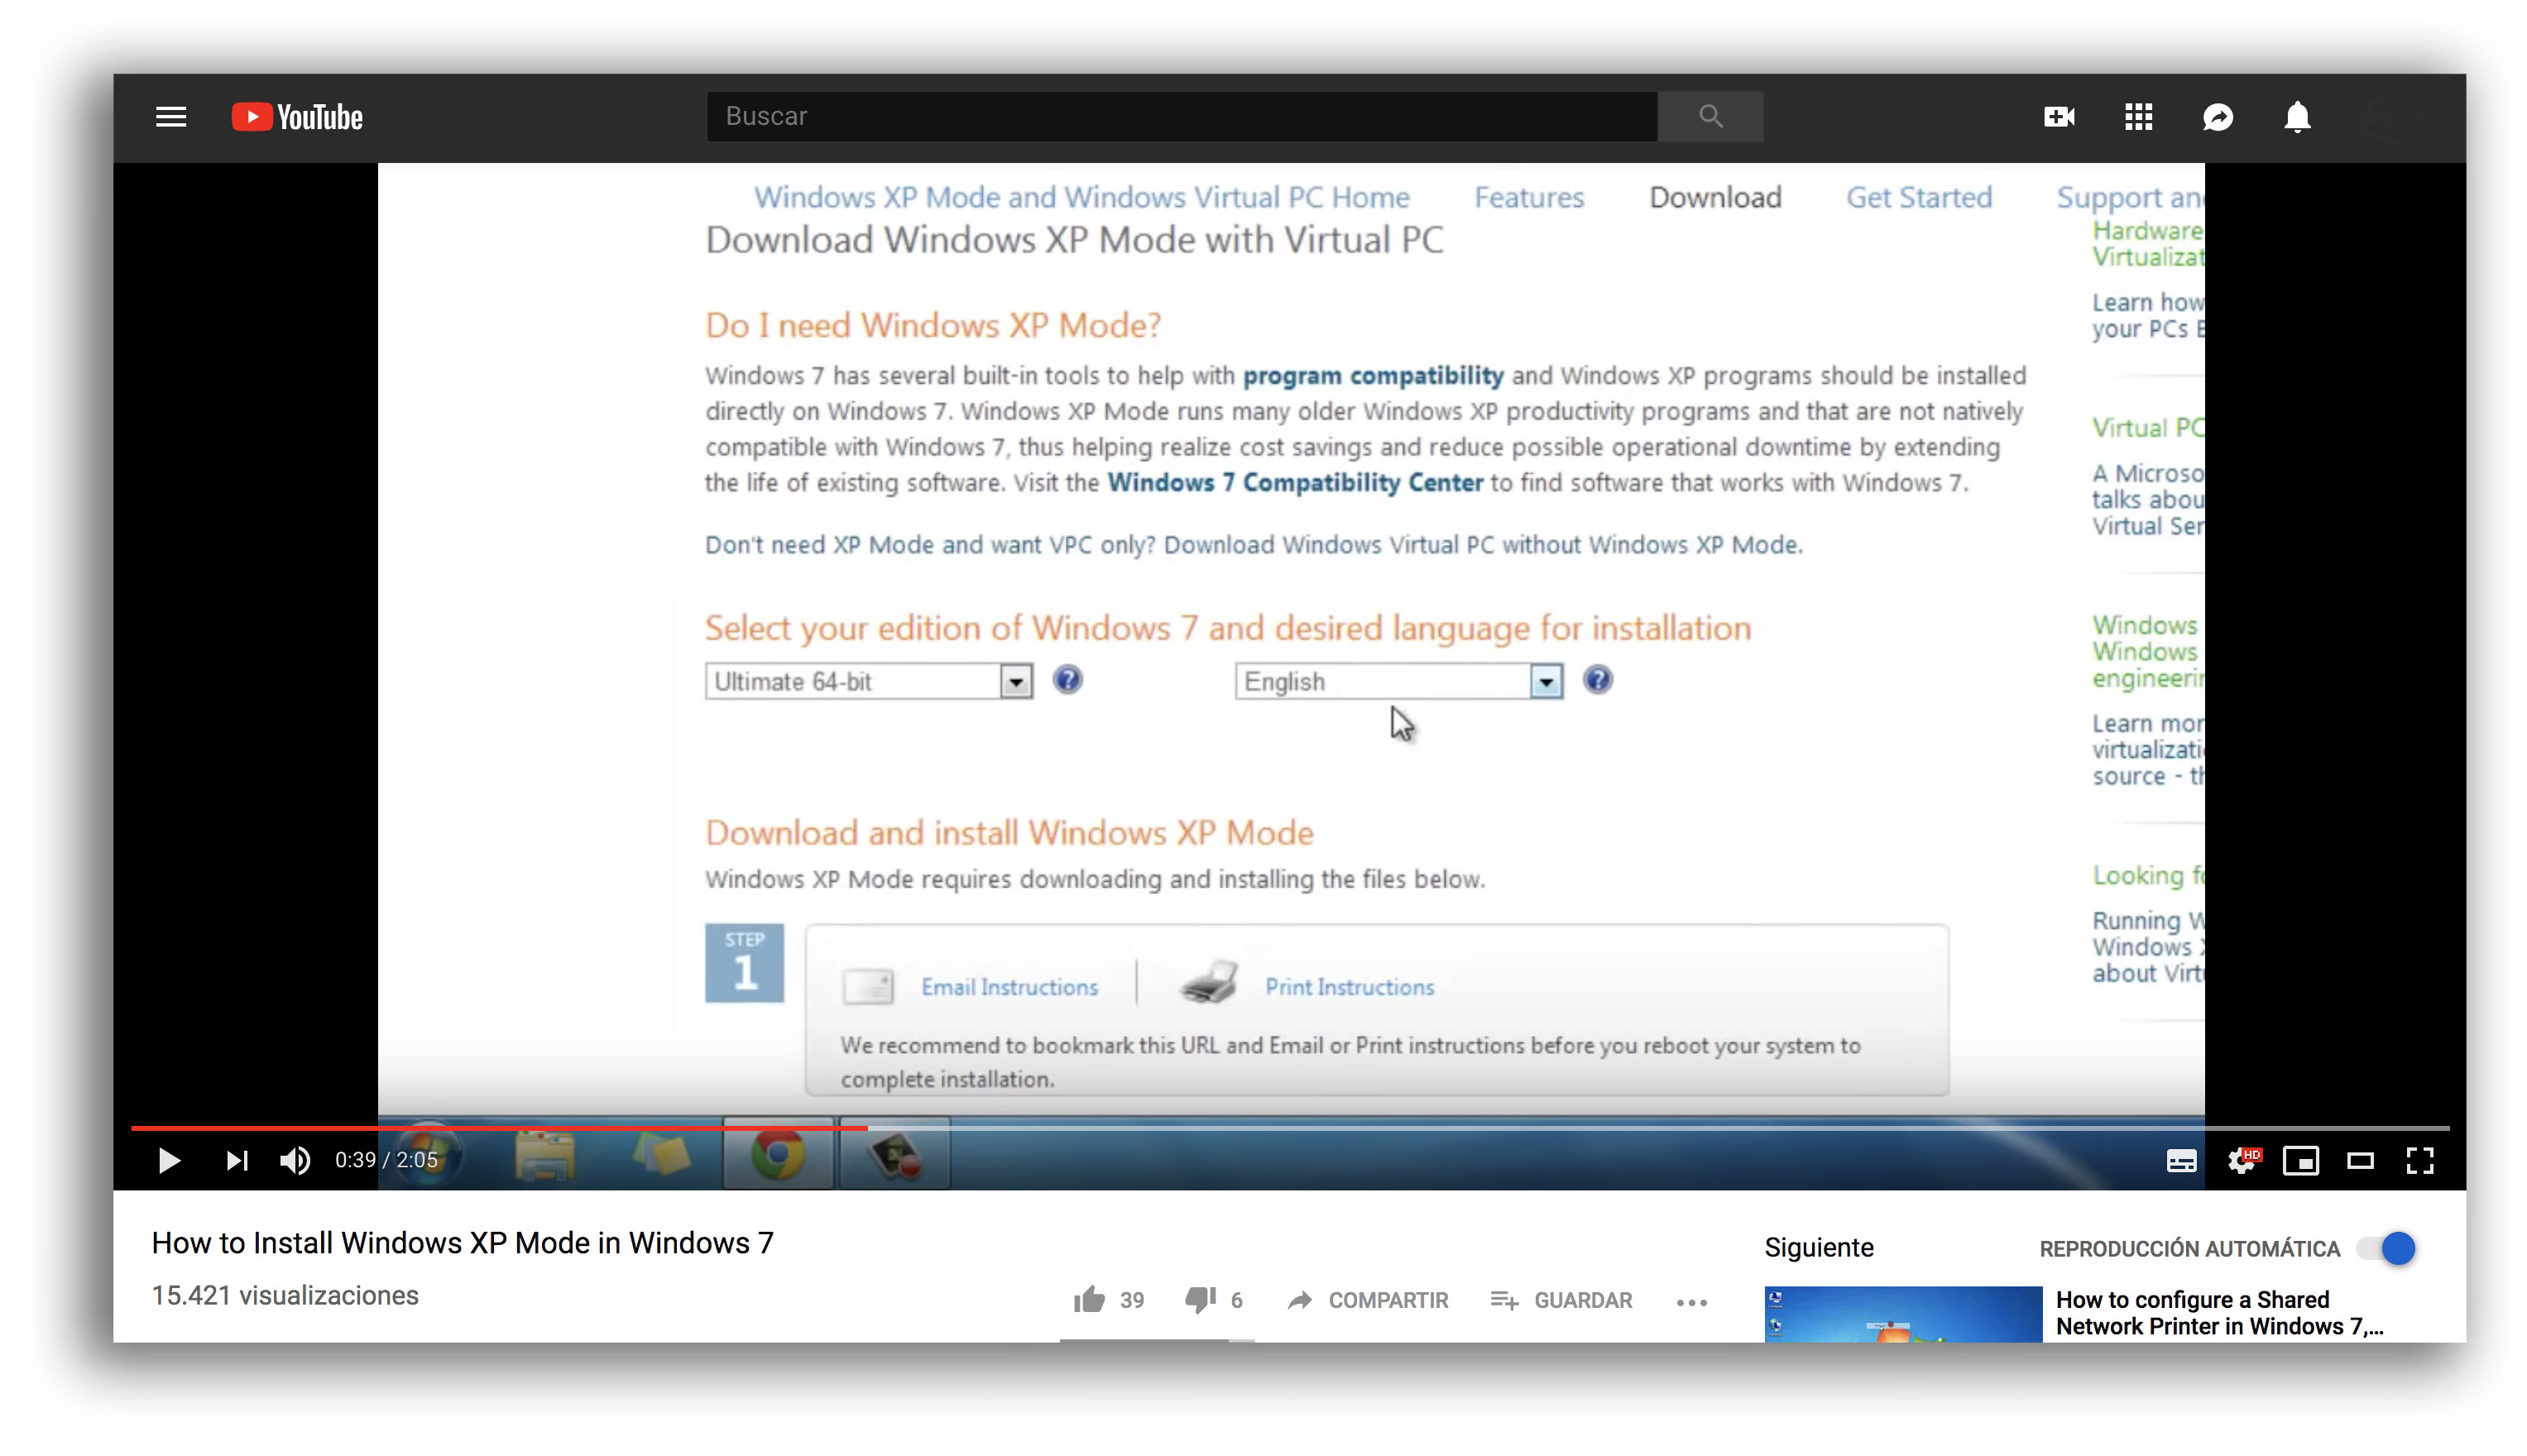 YouTube
Buscar
Windows XP Mode and Windows Virtual PC Home Features Download Get Started Support an
Download Windows XP Mode with Virtual PC
Do I need Windows XP Mode?
Windows 7 has several built-in tools to help with program compatibility and Windows XP programs should be installed
directly on Windows 7. Windows XP Mode runs many older Windows XP productivity programs and that are not natively
compatible with Windows 7, thus helping realize cost savings and reduce possible operational downtime by extending
the life of existing software. Visit the Windows 7 Compatibility Center to find software that works with Windows 7.
Don't need XP Mode and want VPC only? Download Windows Virtual PC without Windows XP Mode.
Select your edition of Windows 7 and desired language for installation
Ultimate 64-bit ? English ?
Download and install Windows XP Mode
Windows XP Mode requires downloading and installing the files below.
STEP
1
Email Instructions Print Instructions
We recommend to bookmark this URL and Email or Print instructions before you reboot your system to
complete installation.
Hardware
Virtualizat
Learn how
your PCs
Virtual PC
A Microso
talks abou
Virtual Ser
Windows
Windows
engineerin
Learn mor
virtualizati
source - th
Looking fo
Running W
Windows
about Virtu
0:39 / 2:05
HD
How to Install Windows XP Mode in Windows 7
15.421 visualizaciones
39 6 COMPARTIR GUARDAR
Siguiente REPRODUCCIÓN AUTOMÁTICA
How to configure a Shared
Network Printer in Windows 7,...